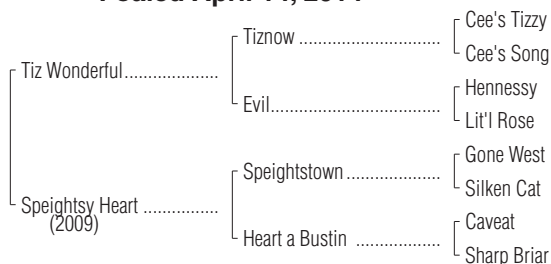 Foaled April 14, 2014
Cee's Tizzy
Tiznow
Cee's Song
Tiz Wonderful
Hennessy
Evil
Lit'l Rose
Gone West
Speightstown
Silken Cat
Speightsy Heart
(2009)
Caveat
Heart a Bustin
Sharp Briar